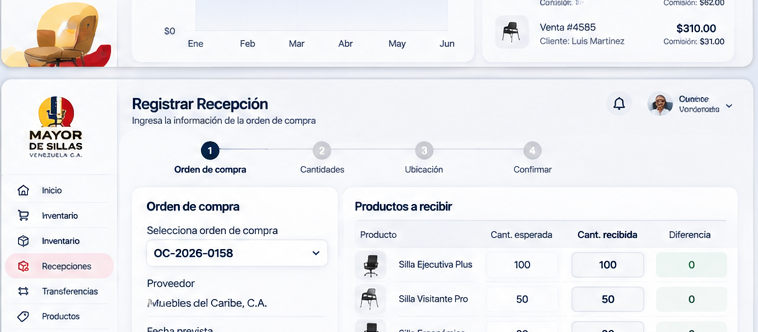 $0
Ene Feb Mar Abr May Jun
$62.00
Venta #4585
Cliente: Luis Martinez
$310.00
Comisión: $31.00
MAYOR
DE SILLAS
VENEZUELA C.A.
Inicio
Inventario
Inventario
Recepciones
Transferencias
Productos
Registrar Recepción
Ingresa la información de la orden de compra
1 2 3 4
Orden de compra Cantidades Ubicación Confirmar
Orden de compra
Selecciona orden de compra
OC-2026-0158
Proveedor
Muebles del Caribe, C.A.
Fecha prevista
Productos a recibir
Producto Cant. esperada Cant. recibida Diferencia
Silla Ejecutiva Plus 100 100 0
Silla Visitante Pro 50 50 0